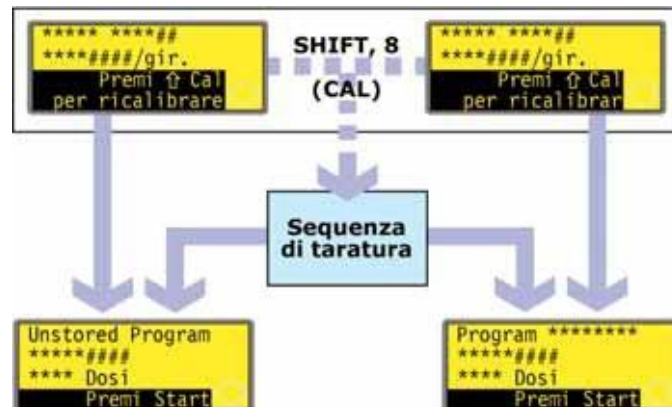 ***** ****##
****####/gir.
Premi ⇧ Cal
per ricalibrare
SHIFT, 8
(CAL)
***** ****##
****####/gir.
Premi ⇧ Cal
per ricalibrar
Sequenza
di taratura
Unstored Program
*****####
**** Dosi
Premi Start
Program ********
*****####
**** Dosi
Premi Start